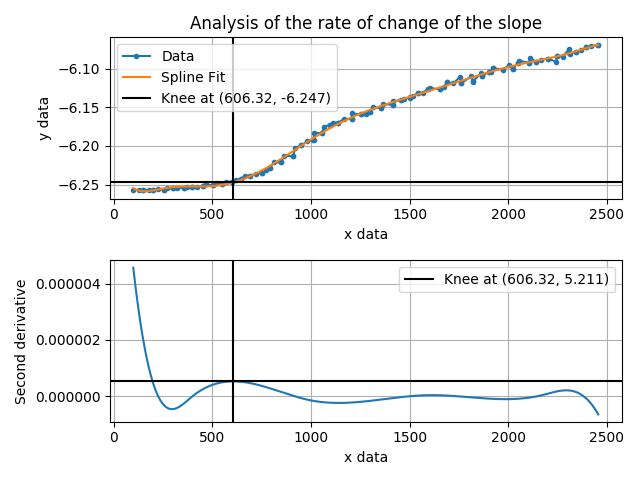 Analysis of the rate of change of the slope
Data
Spline Fit
Knee at (606.32, -6.247)
y data
−6.10
−6.15
−6.20
−6.25
0 500 1000 1500 2000 2500
x data
Knee at (606.32, 5.211)
Second derivative
0.000004
0.000002
0.000000
0 500 1000 1500 2000 2500
x data